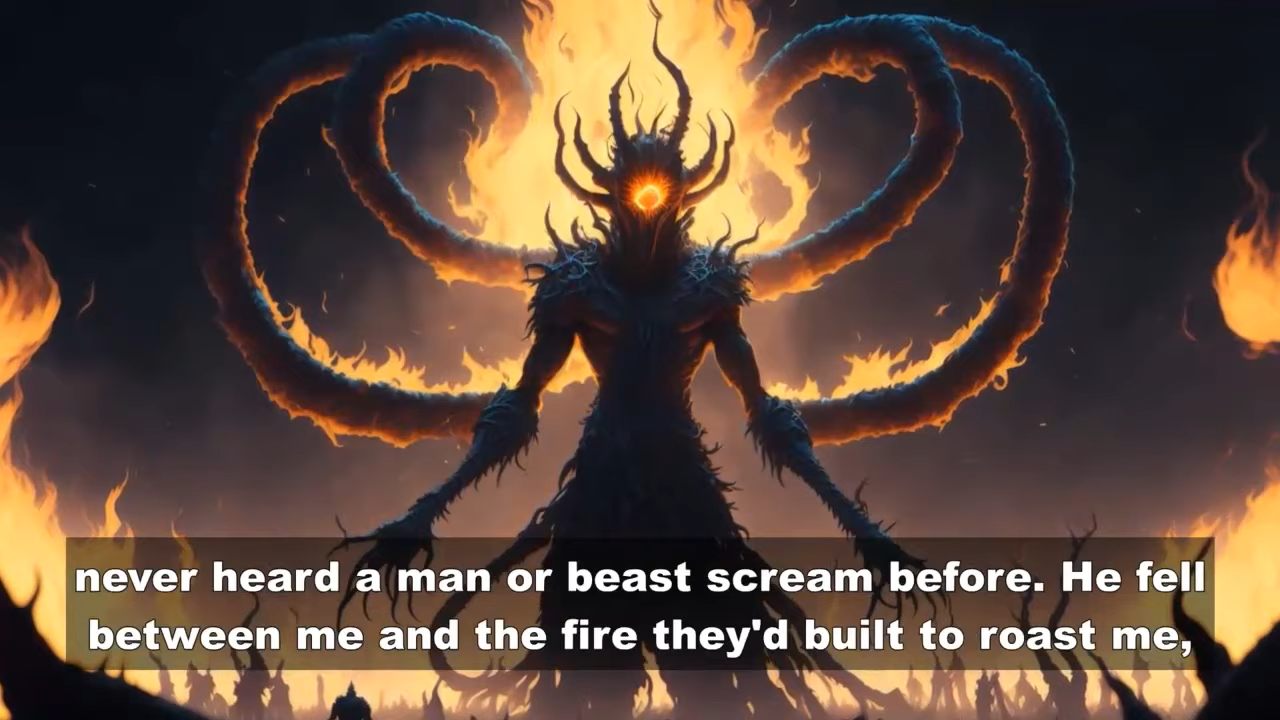 never heard a man or beast scream before. He fell
between me and the fire they'd built to roast me,